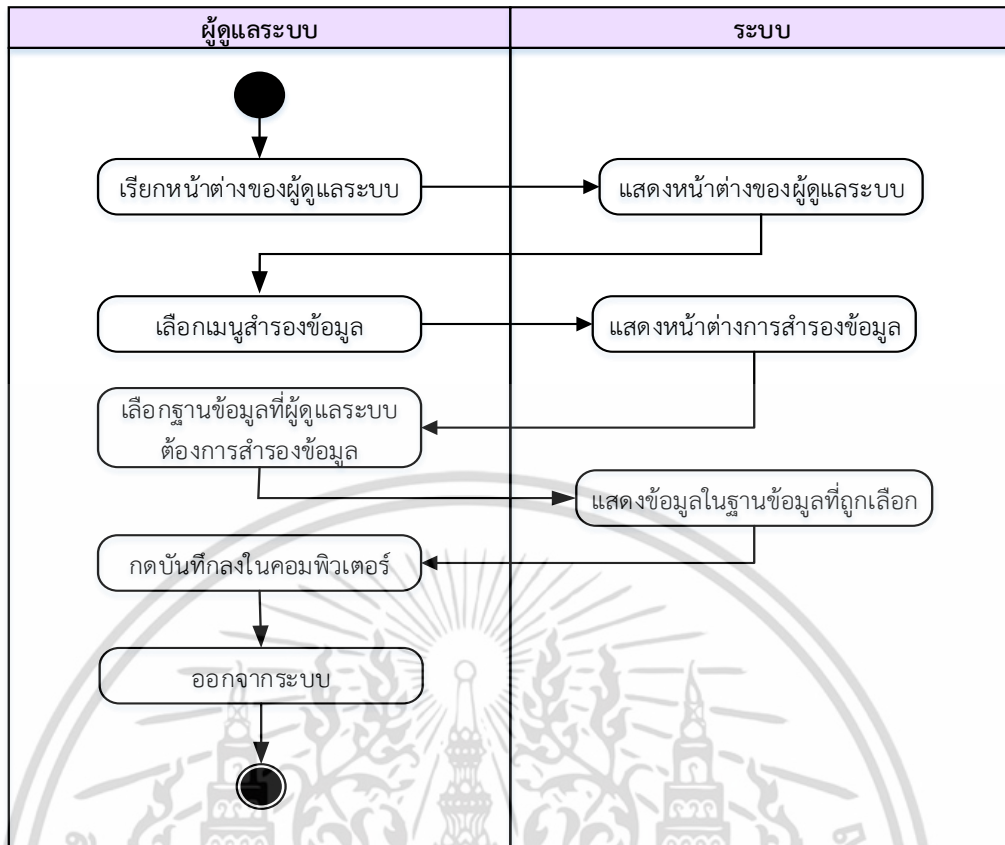 ผู้ดูแลระบบ
ระบบ
เรียกหน้าต่างของผู้ดูแลระบบ
แสดงหน้าต่างของผู้ดูแลระบบ
เลือกเมนูสำรองข้อมูล
แสดงหน้าต่างการสำรองข้อมูล
เลือกฐานข้อมูลที่ผู้ดูแลระบบ
ต้องการสำรองข้อมูล
แสดงข้อมูลในฐานข้อมูลที่ถูกเลือก
กดบันทึกลงในคอมพิวเตอร์
ออกจากระบบ